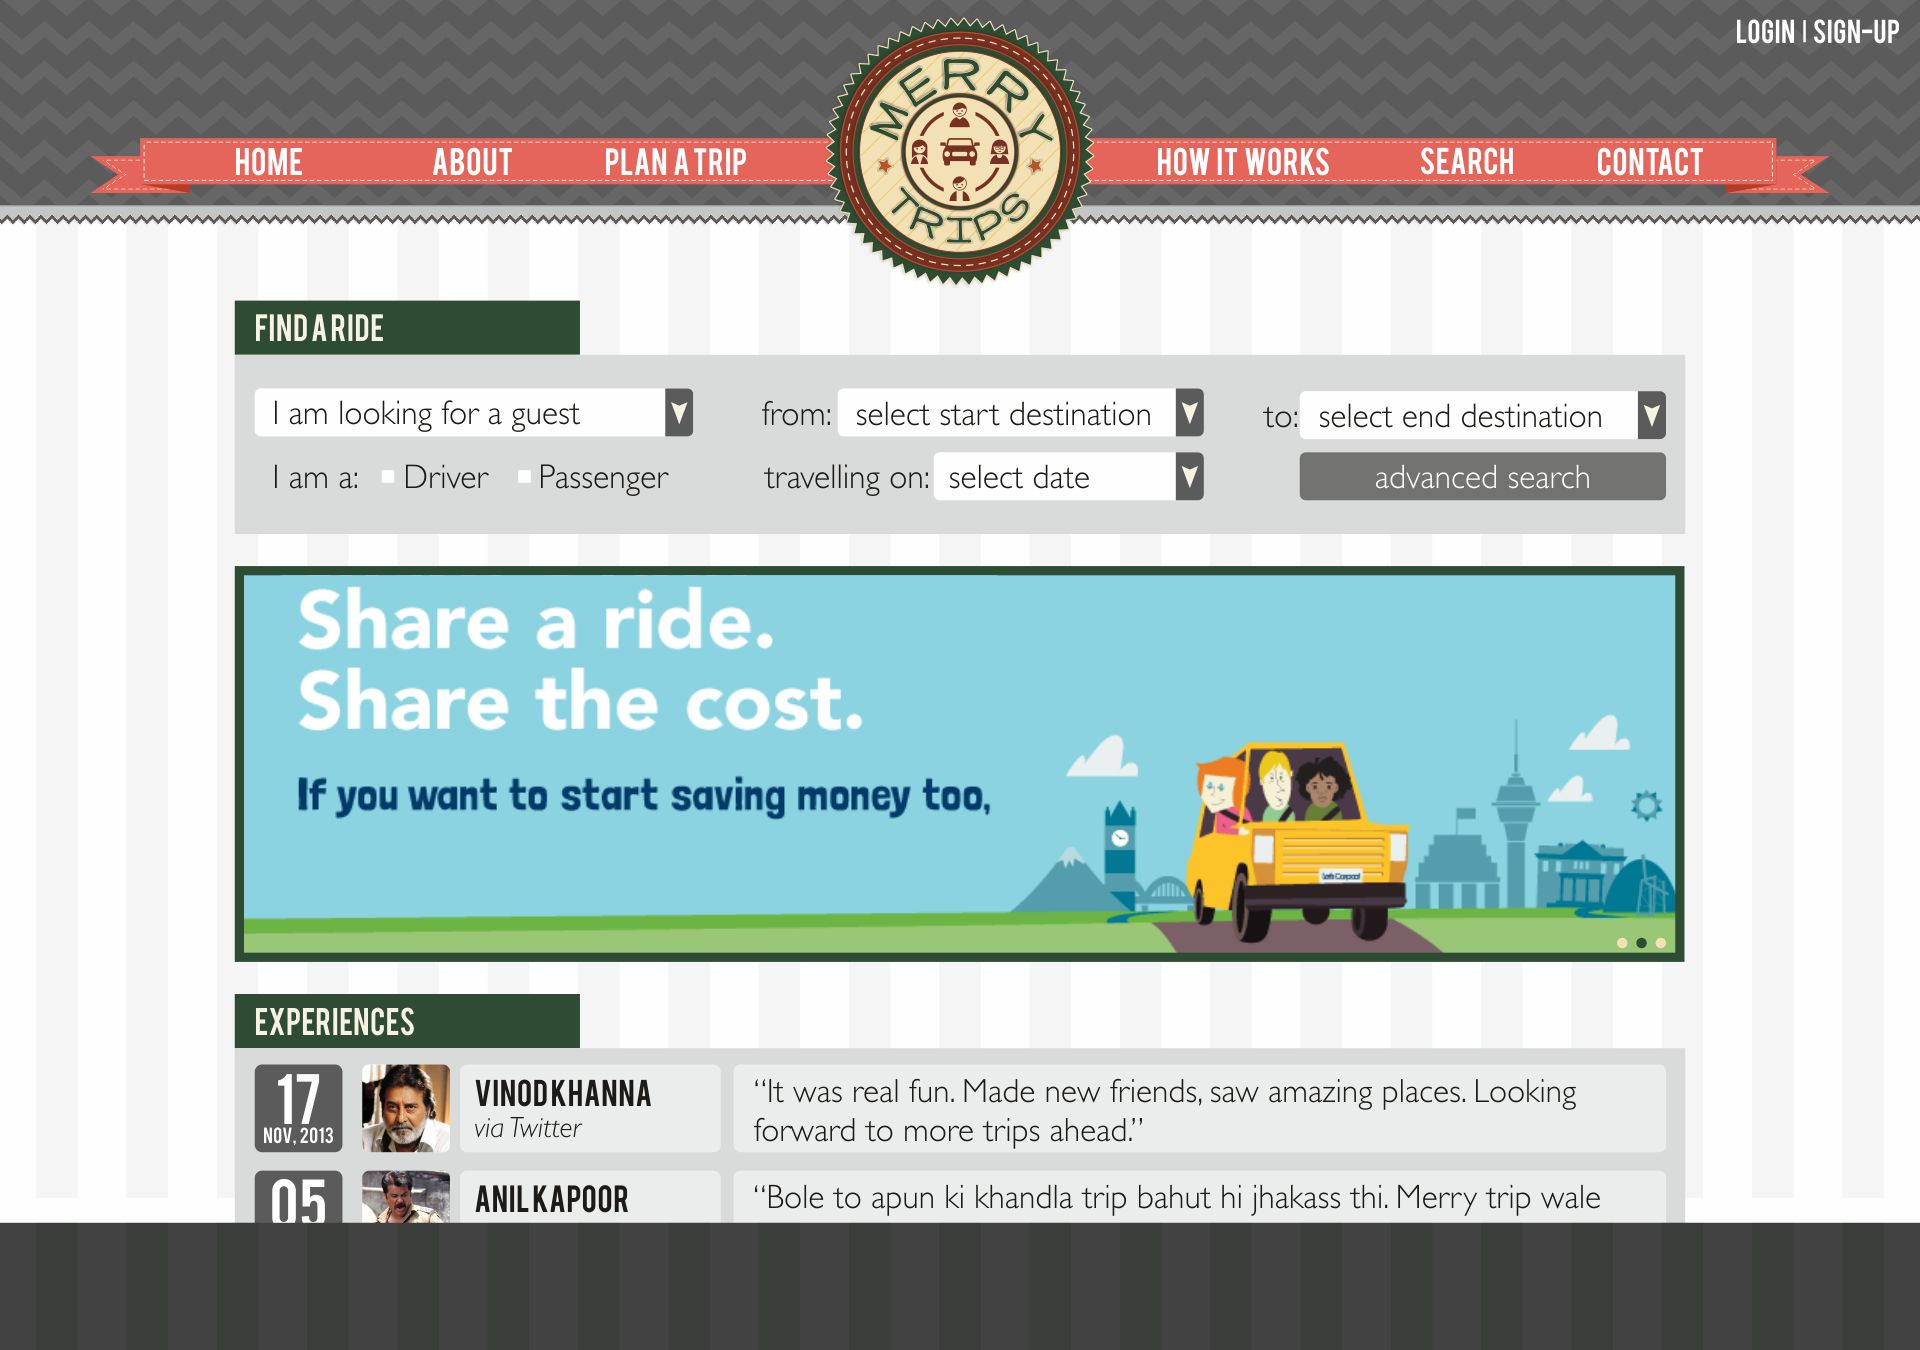 LOGIN | SIGN-UP
MERRY
TRIPS
HOME ABOUT PLAN A TRIP HOW IT WORKS SEARCH CONTACT
FIND A RIDE
I am looking for a guest from: select start destination to: select end destination
I am a: Driver Passenger travelling on: select date advanced search
Share a ride.
Share the cost.
If you want to start saving money too,
Let's Carpool
EXPERIENCES
17
NOV, 2013
VINOD KHANNA
via Twitter
“It was real fun. Made new friends, saw amazing places. Looking
forward to more trips ahead.”
05
ANIL KAPOOR
“Bole to apun ki khandla trip bahut hi jhakass thi. Merry trip wale